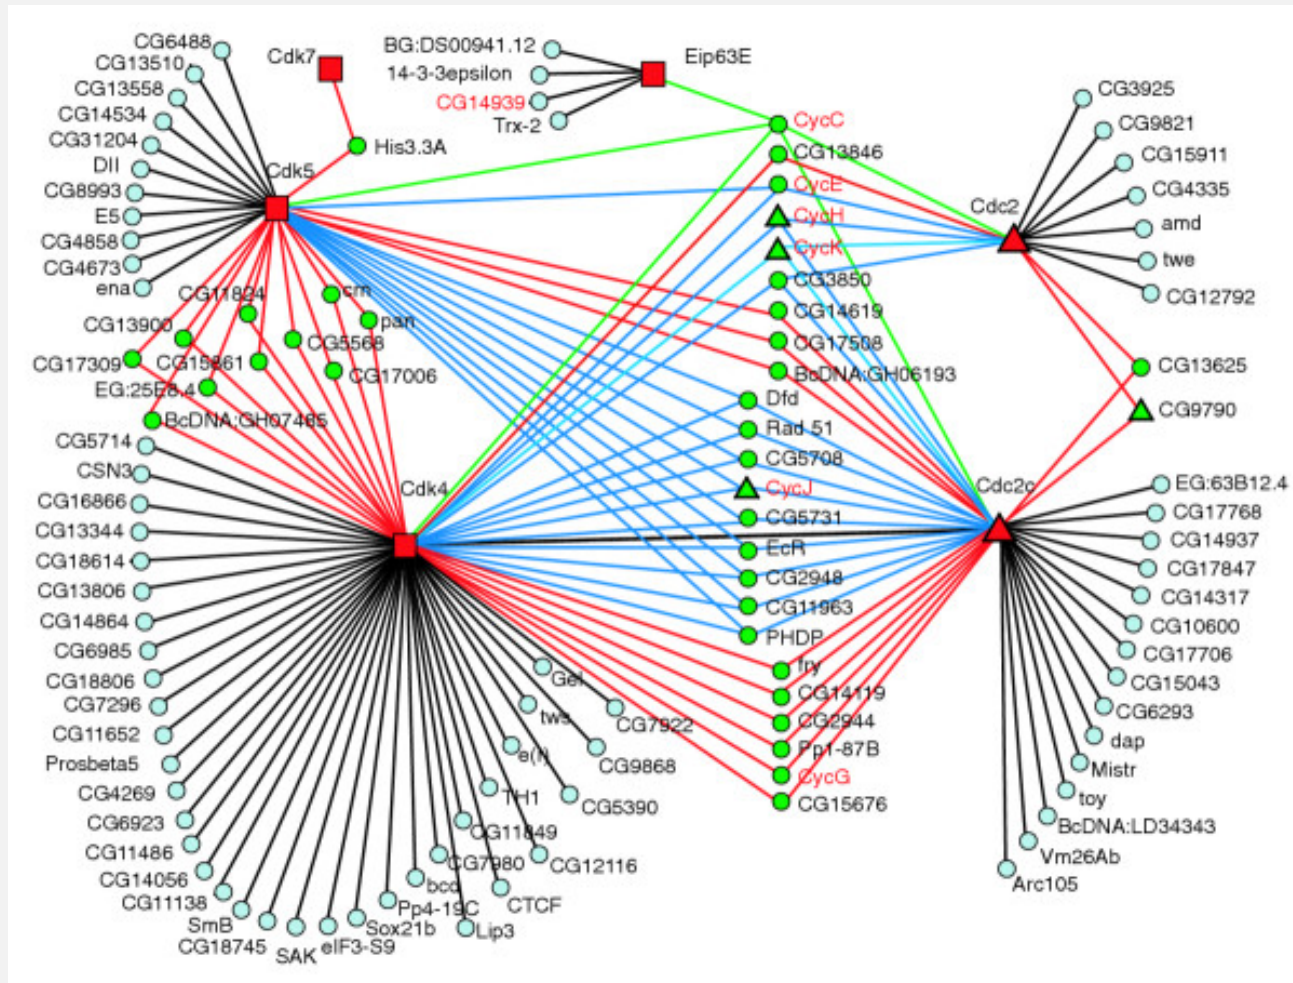 CG6488
CG13510
CG13558
CG14534
CG31204
Dll
CG8993
E5
CG4858
CG4673
ena
Cdk7
His3.3A
Cdk5
BG:DS00941.12
14-3-3epsilon
CG14939
Trx-2
Eip63E
CycC
CG13846
CycE
CycH
CycK
CG3850
CG14619
CG17508
BcDNA:GH06193
Dfd
Rad 51
CG5708
CycJ
CG5731
EcR
CG2948
CG11963
PHDP
fry
CG14119
CG2944
Pp1-87B
CycG
CG15676
Cdc2
CG3925
CG9821
CG15911
CG4335
amd
twe
CG12792
CG13625
CG9790
Cdc2c
EG:63B12.4
CG17768
CG14937
CG17847
CG14317
CG10600
CG17706
CG15043
CG6293
dap
Mistr
toy
BcDNA:LD34343
Vm26Ab
Arc105
CG11824
crn
pan
CG13900
CG5568
CG17309
CG15861
CG17006
EG:25E8.4
BcDNA:GH07485
Cdk4
CG5714
CSN3
CG16866
CG13344
CG18614
CG13806
CG14864
CG6985
CG18806
CG7296
CG11652
Prosbeta5
CG4269
CG6923
CG11486
CG14056
CG11138
SmB
CG18745
SAK
eIF3-S9
Sox21b
Pp4-19C
bcd
Lip3
CTCF
CG7980
CG12116
CG11849
TH1
CG5390
e(r)
CG9868
tws
CG7922
Gel